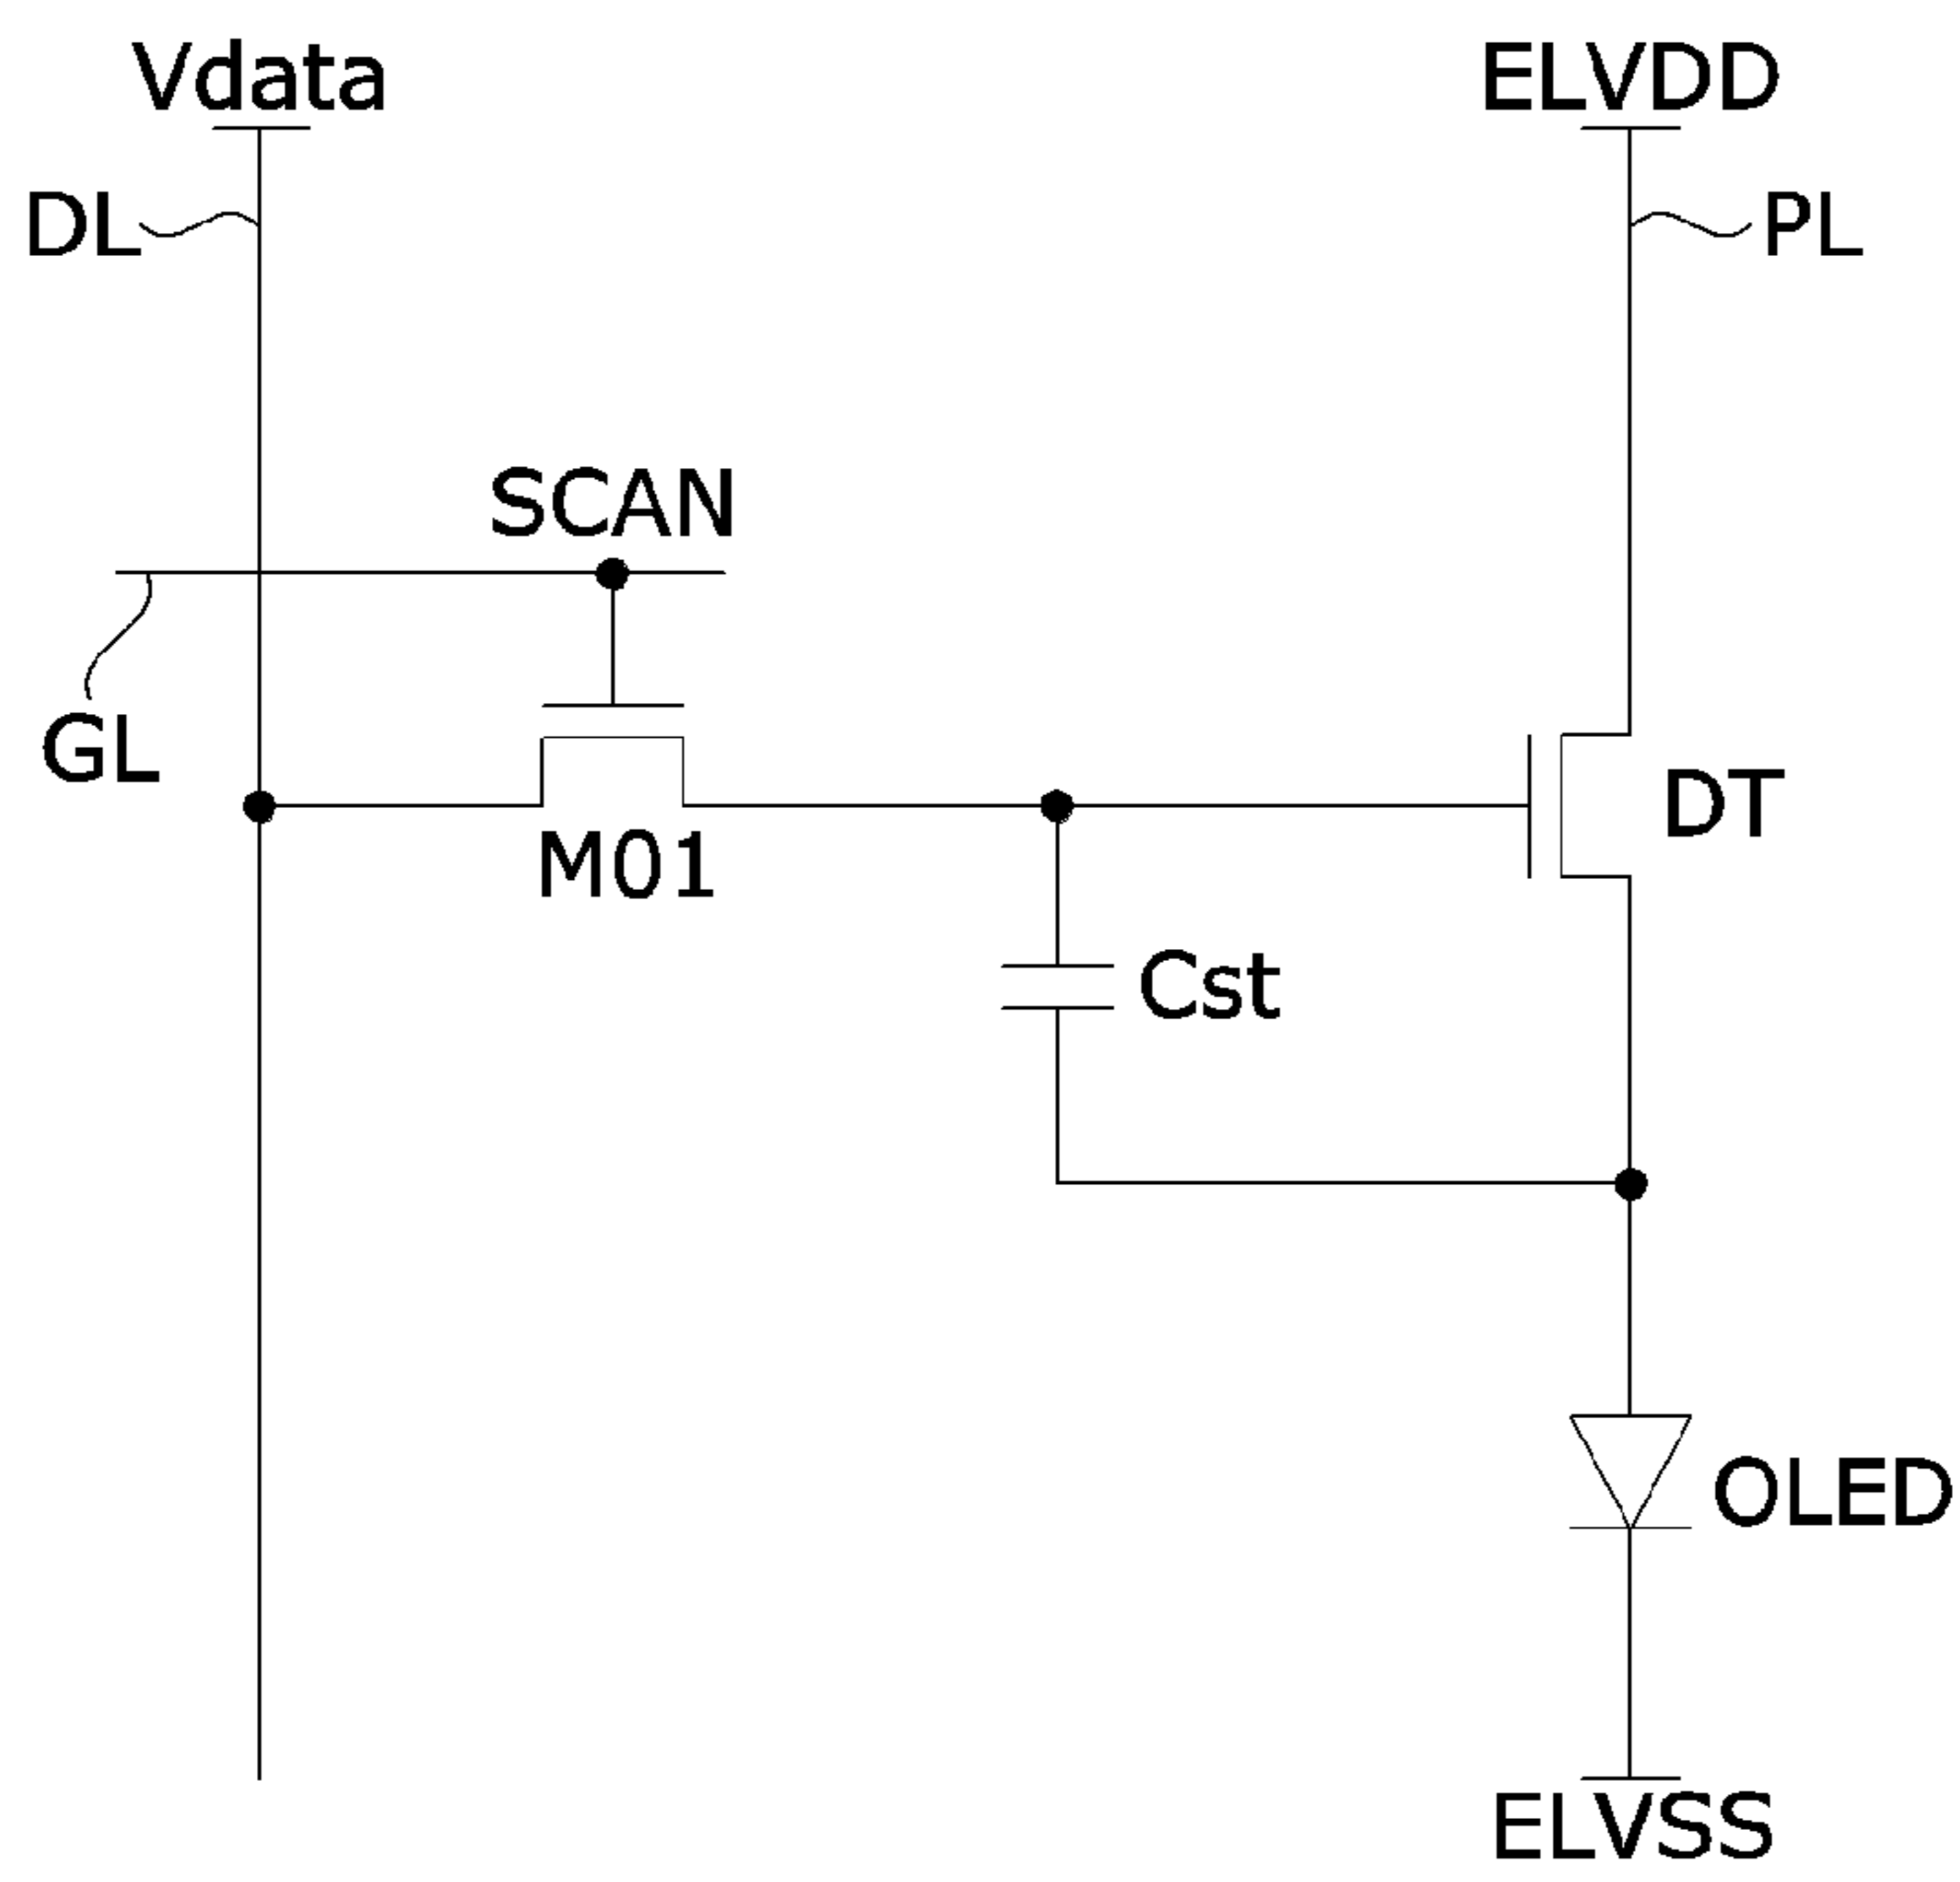 Vdata
ELVDD
DL
PL
SCAN
GL
DT
M01
Cst
OLED
ELVSS